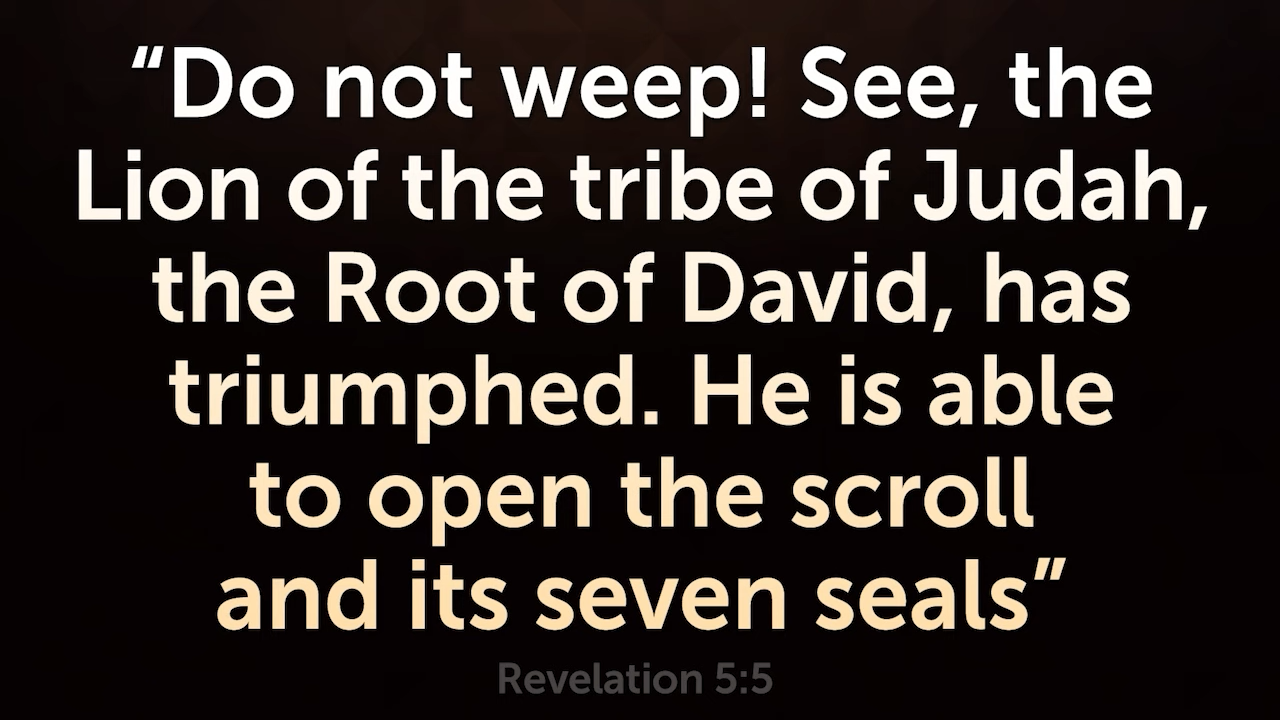 “Do not weep! See, the
Lion of the tribe of Judah,
the Root of David, has
triumphed. He is able
to open the scroll
and its seven seals”
Revelation 5:5